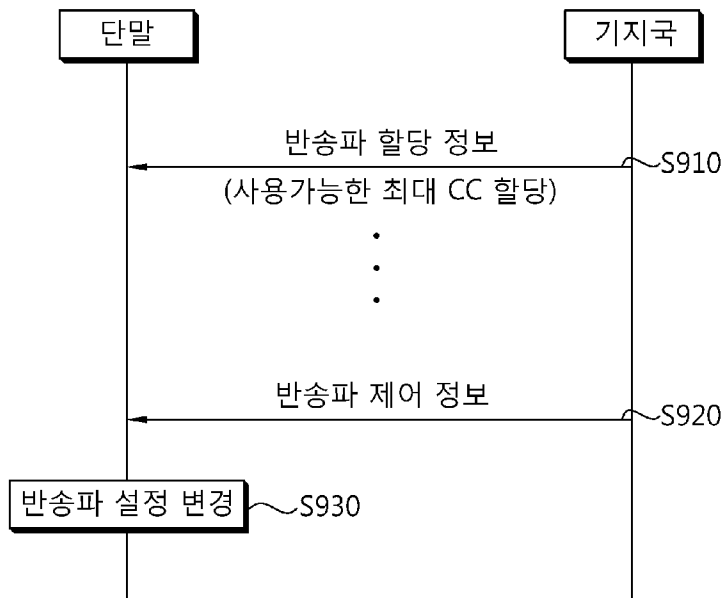 단말
기지국
반송파 할당 정보
S910
(사용가능한 최대 CC 할당)
반송파 제어 정보
S920
반송파 설정 변경
S930